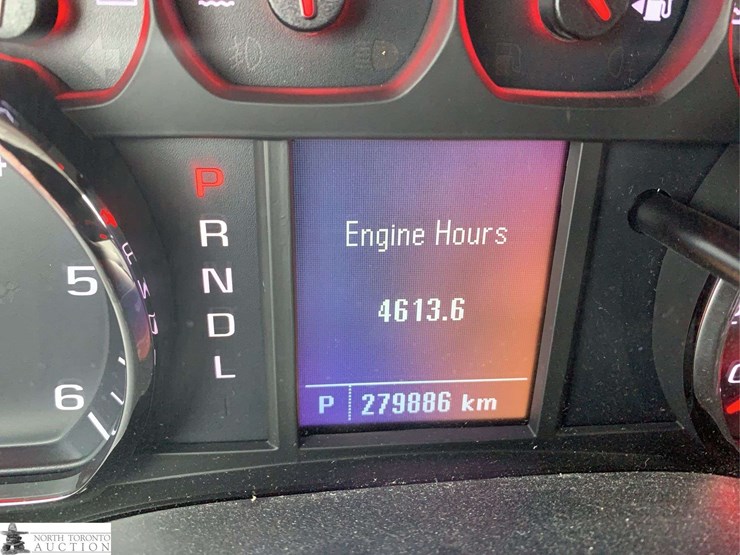 P
R
N
D
L
5
6
Engine Hours
4613.6
P 279886 km
NORTH TORONTO
AUCTION